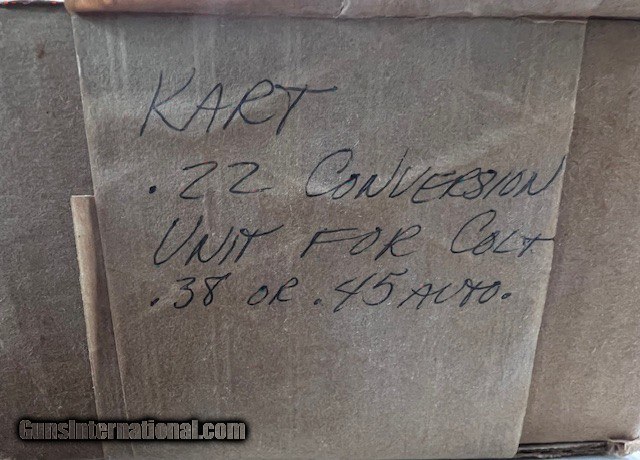 KART
.22 CONVERSION
UNIT FOR COLT
.38 OR .45 AUTO.
GunsInternational.com